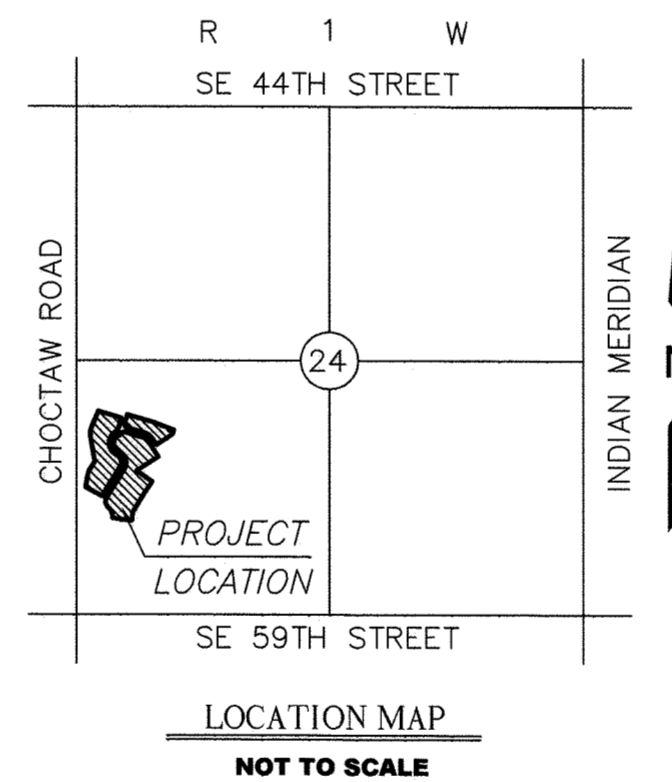 R 1 W
SE 44TH STREET
CHOCTAW ROAD
INDIAN MERIDIAN
24
PROJECT
LOCATION
SE 59TH STREET
LOCATION MAP
NOT TO SCALE